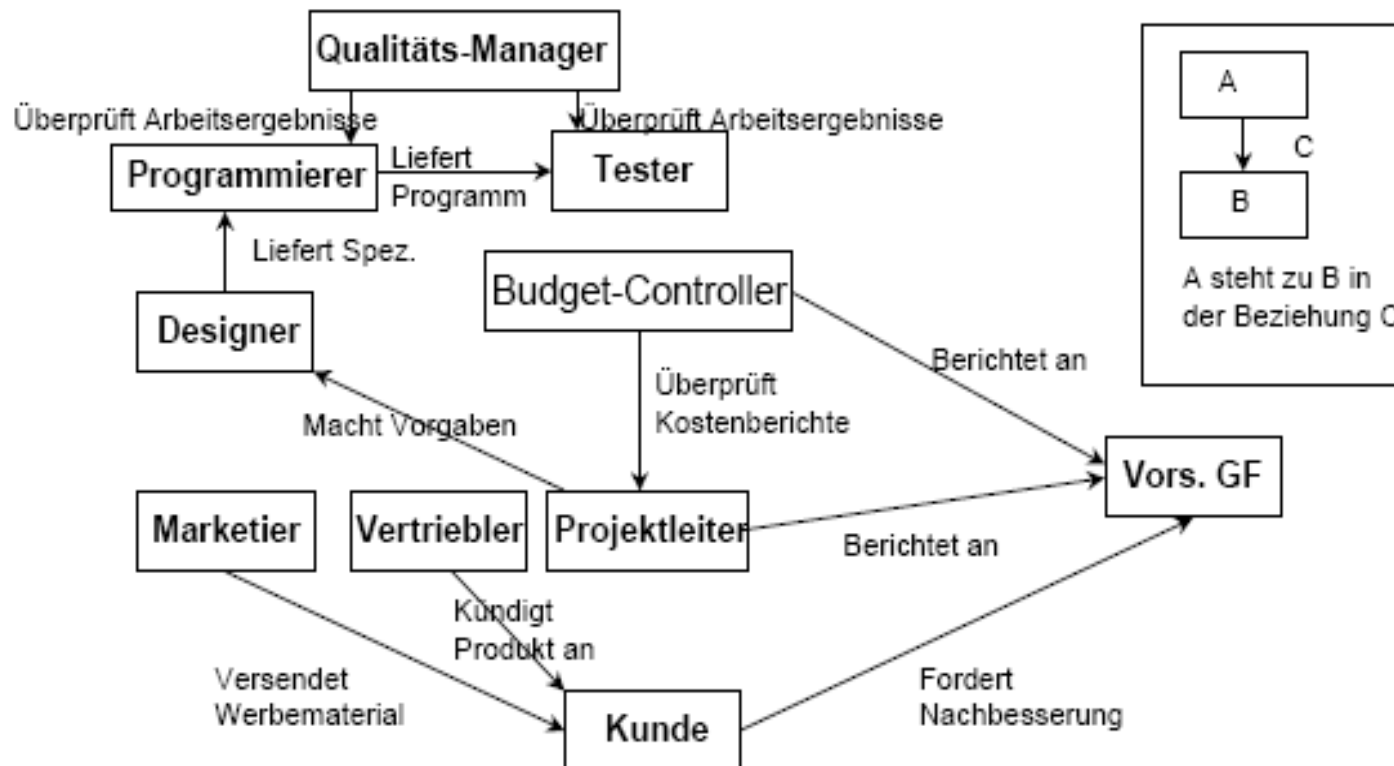 Qualitäts-Manager
Überprüft Arbeitsergebnisse
Überprüft Arbeitsergebnisse
Programmierer
Liefert
Programm
Tester
Liefert Spez.
Designer
Budget-Controller
Macht Vorgaben
Überprüft
Kostenberichte
Berichtet an
Marketier
Vertriebler
Projektleiter
Vors. GF
Berichtet an
Kündigt
Produkt an
Versendet
Werbematerial
Kunde
Fordert
Nachbesserung
A
C
B
A steht zu B in
der Beziehung C